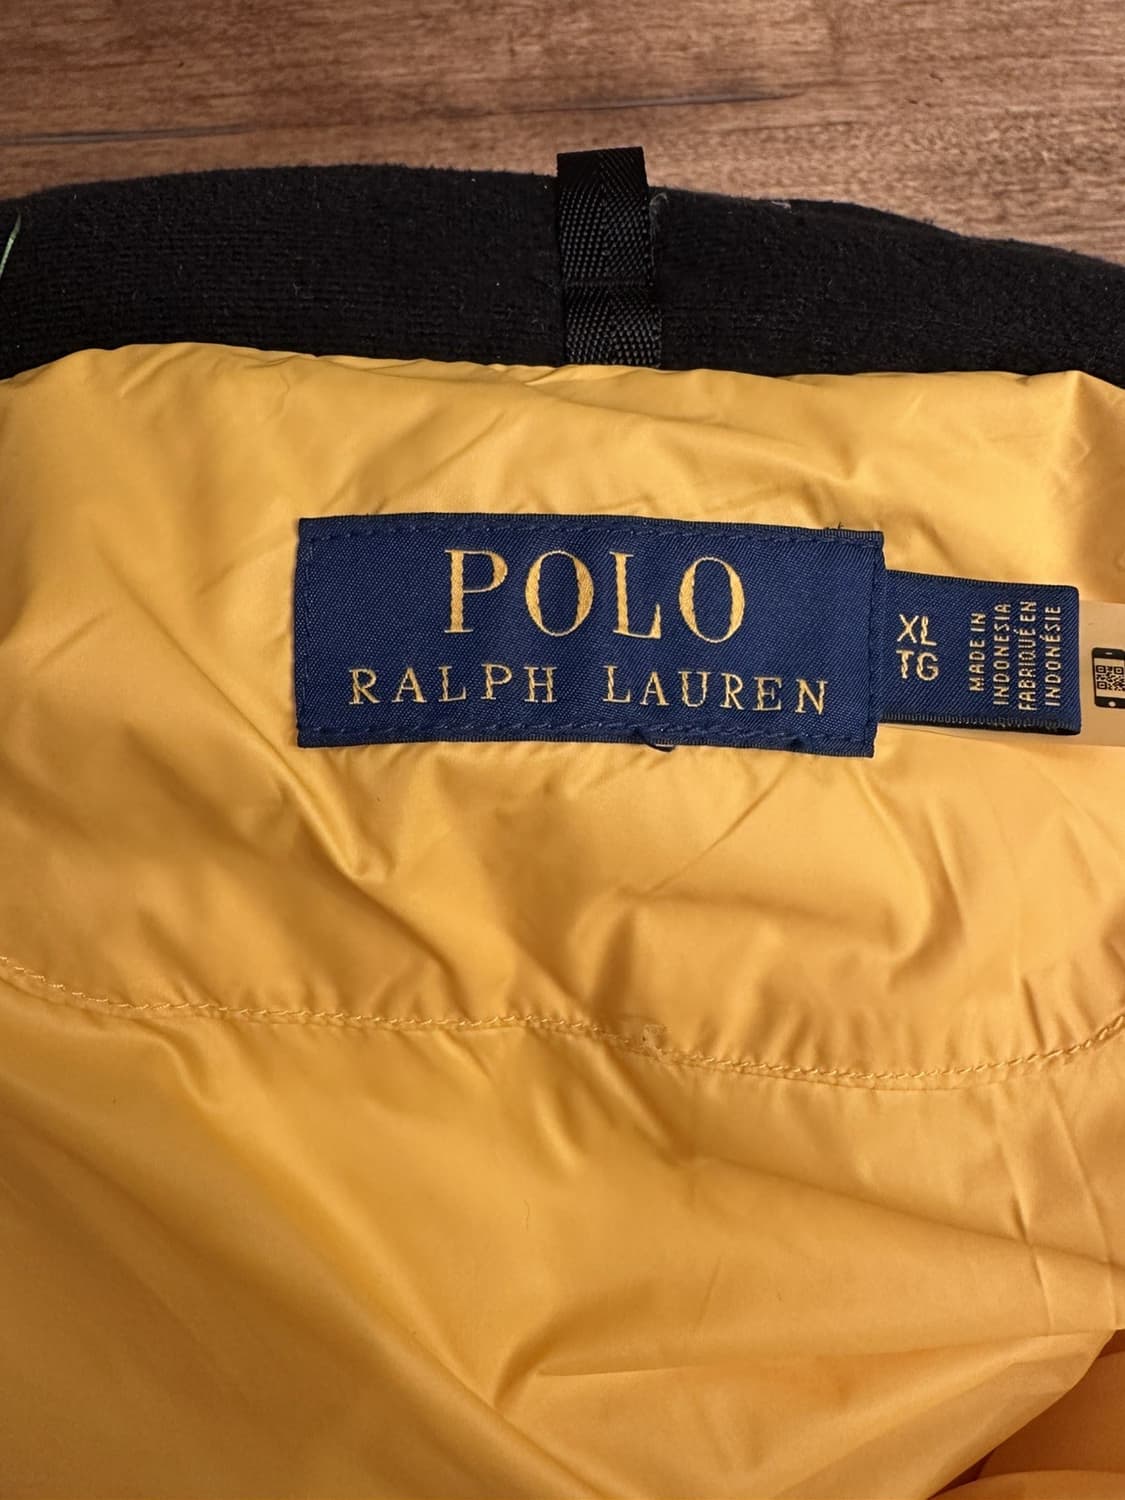 POLO
RALPH LAUREN
XL
TG
MADE IN
INDONESIA
FABRIQUÉ EN
INDONÉSIE